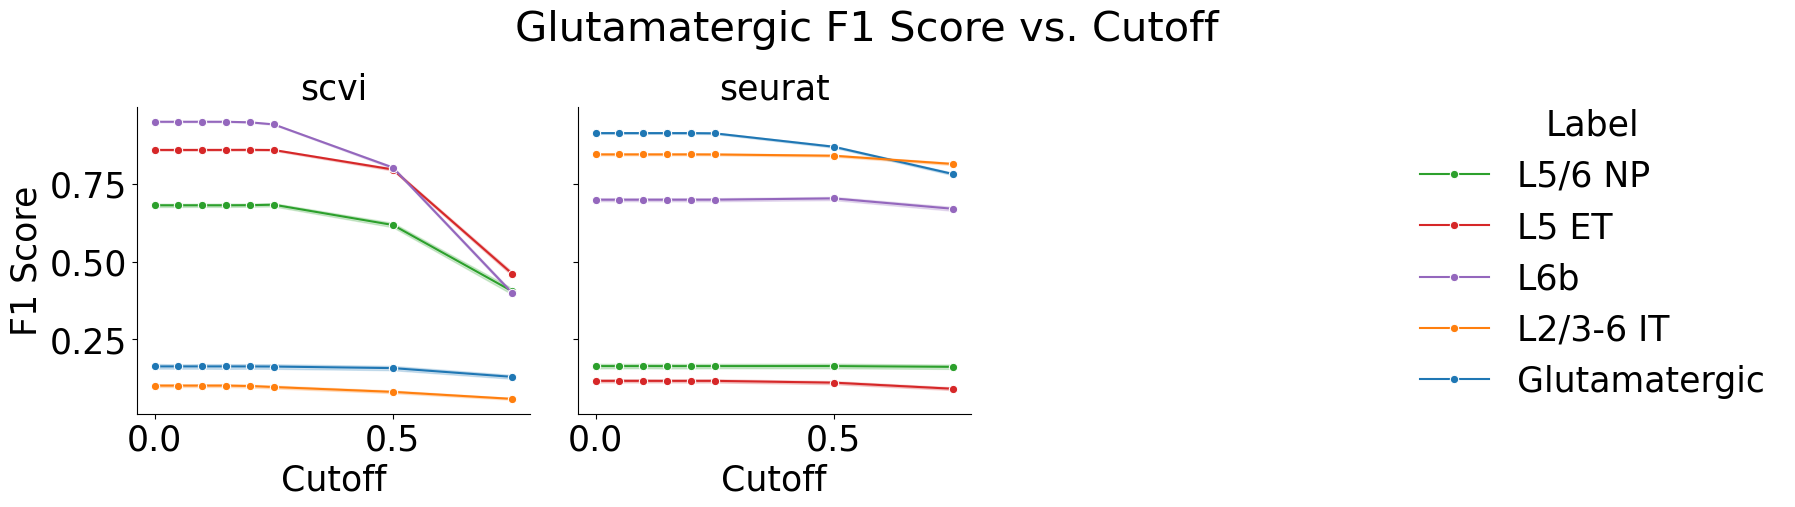 Glutamatergic F1 Score vs. Cutoff
scvi
seurat
F1 Score
0.75
0.50
0.25
0.0
0.5
Cutoff
0.0
0.5
Cutoff
Label
L5/6 NP
L5 ET
L6b
L2/3-6 IT
Glutamatergic